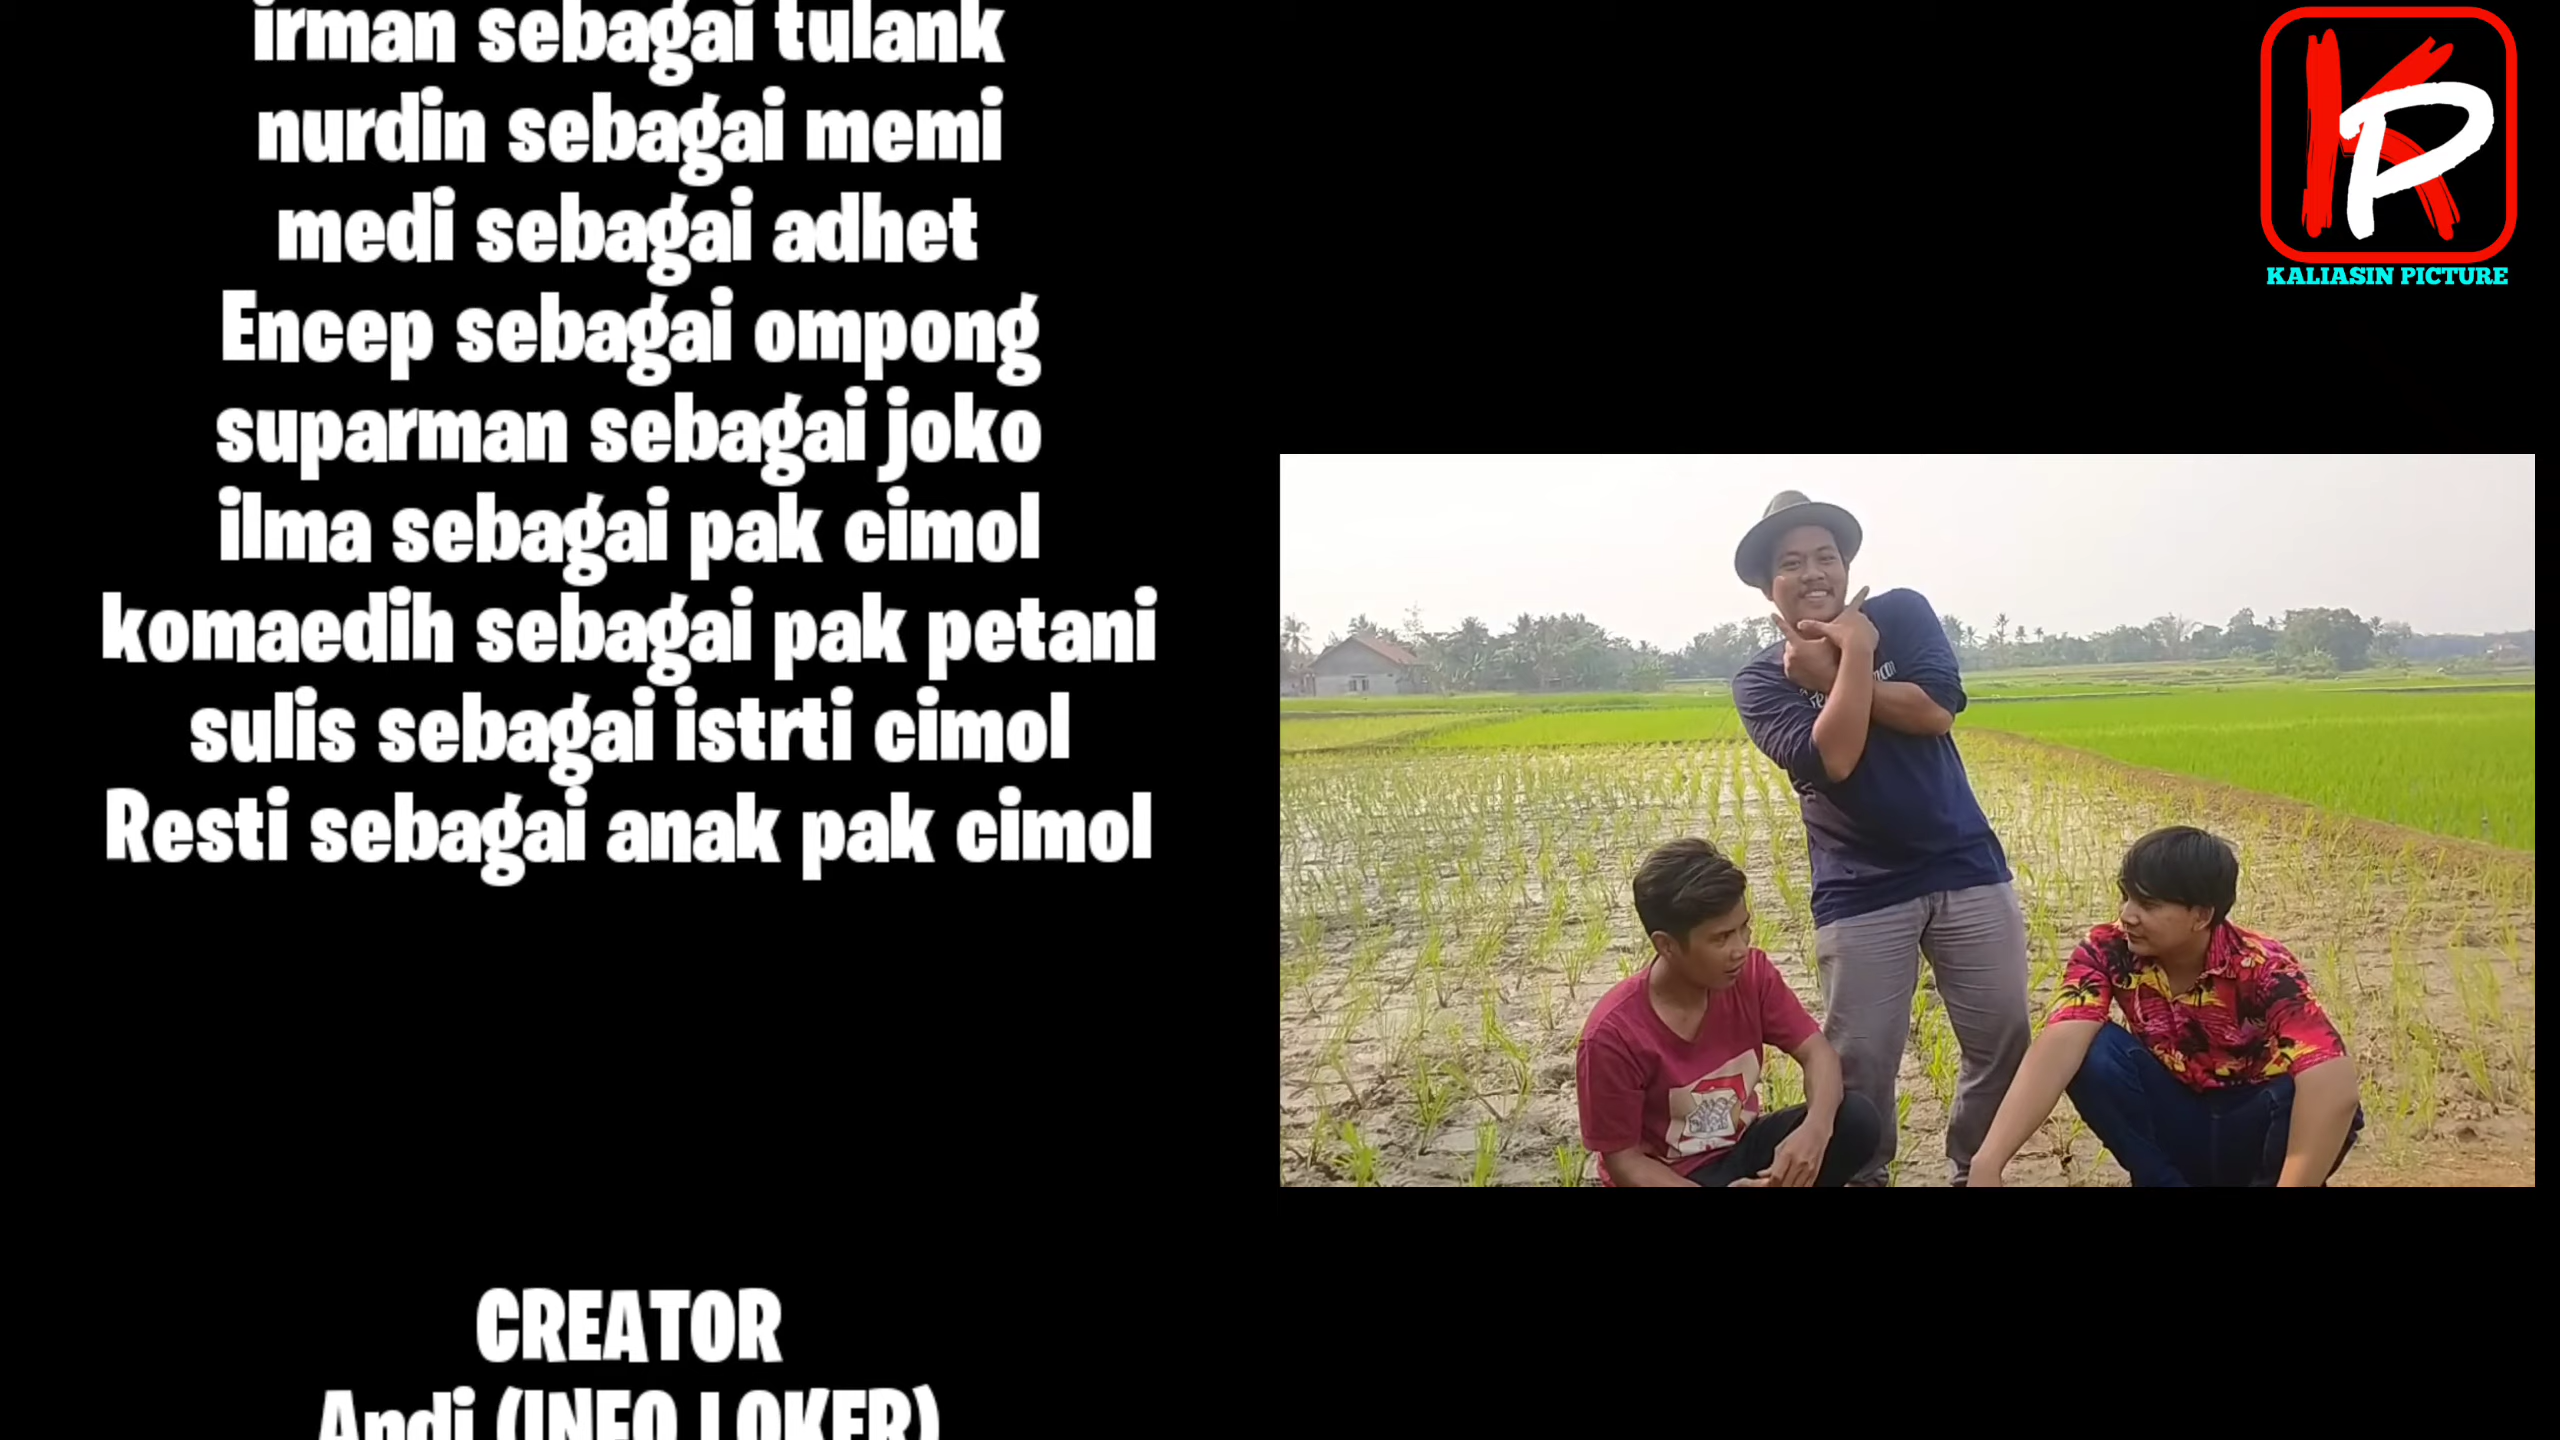 irman sebagai tulank
nurdin sebagai memi
medi sebagai adhet
Encep sebagai ompong
suparman sebagai joko
ilma sebagai pak cimol
komaedih sebagai pak petani
sulis sebagai istrti cimol
Resti sebagai anak pak cimol
CREATOR
Andi (INFO LOKER)
KP
KALIASIN PICTURE